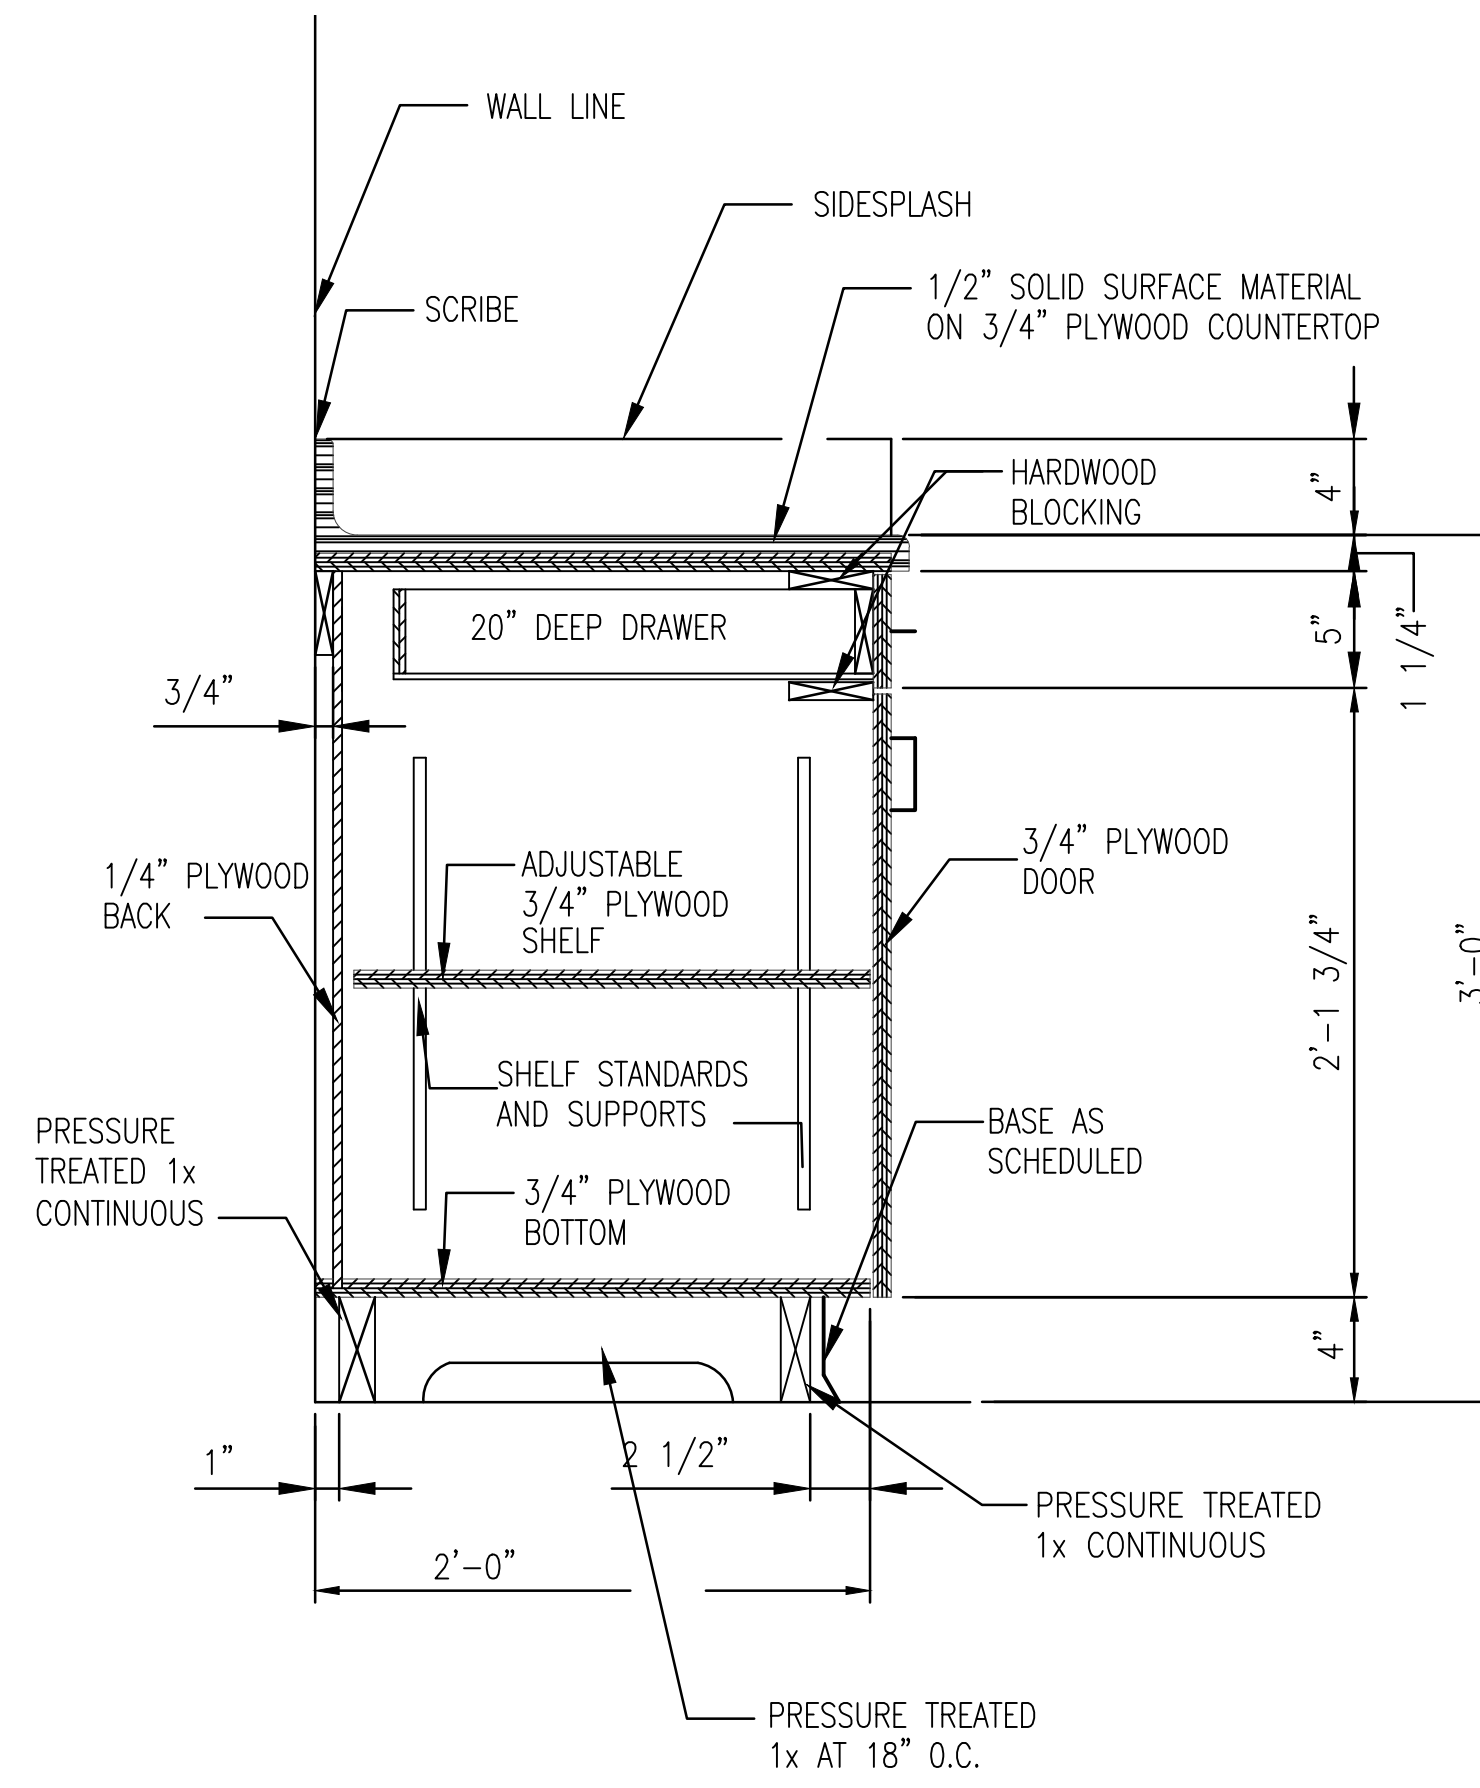 WALL LINE
SIDESPLASH
1/2” SOLID SURFACE MATERIAL
ON 3/4” PLYWOOD COUNTERTOP
SCRIBE
HARDWOOD
BLOCKING
4”
20” DEEP DRAWER
5”
1 1/4”
3/4”
3/4” PLYWOOD
DOOR
ADJUSTABLE
3/4” PLYWOOD
SHELF
1/4” PLYWOOD
BACK
2’-1 3/4”
3’-0”
SHELF STANDARDS
AND SUPPORTS
BASE AS
SCHEDULED
PRESSURE
TREATED 1x
CONTINUOUS
3/4” PLYWOOD
BOTTOM
4”
1”
2 1/2”
PRESSURE TREATED
1x CONTINUOUS
2’-0”
PRESSURE TREATED
1x AT 18” O.C.